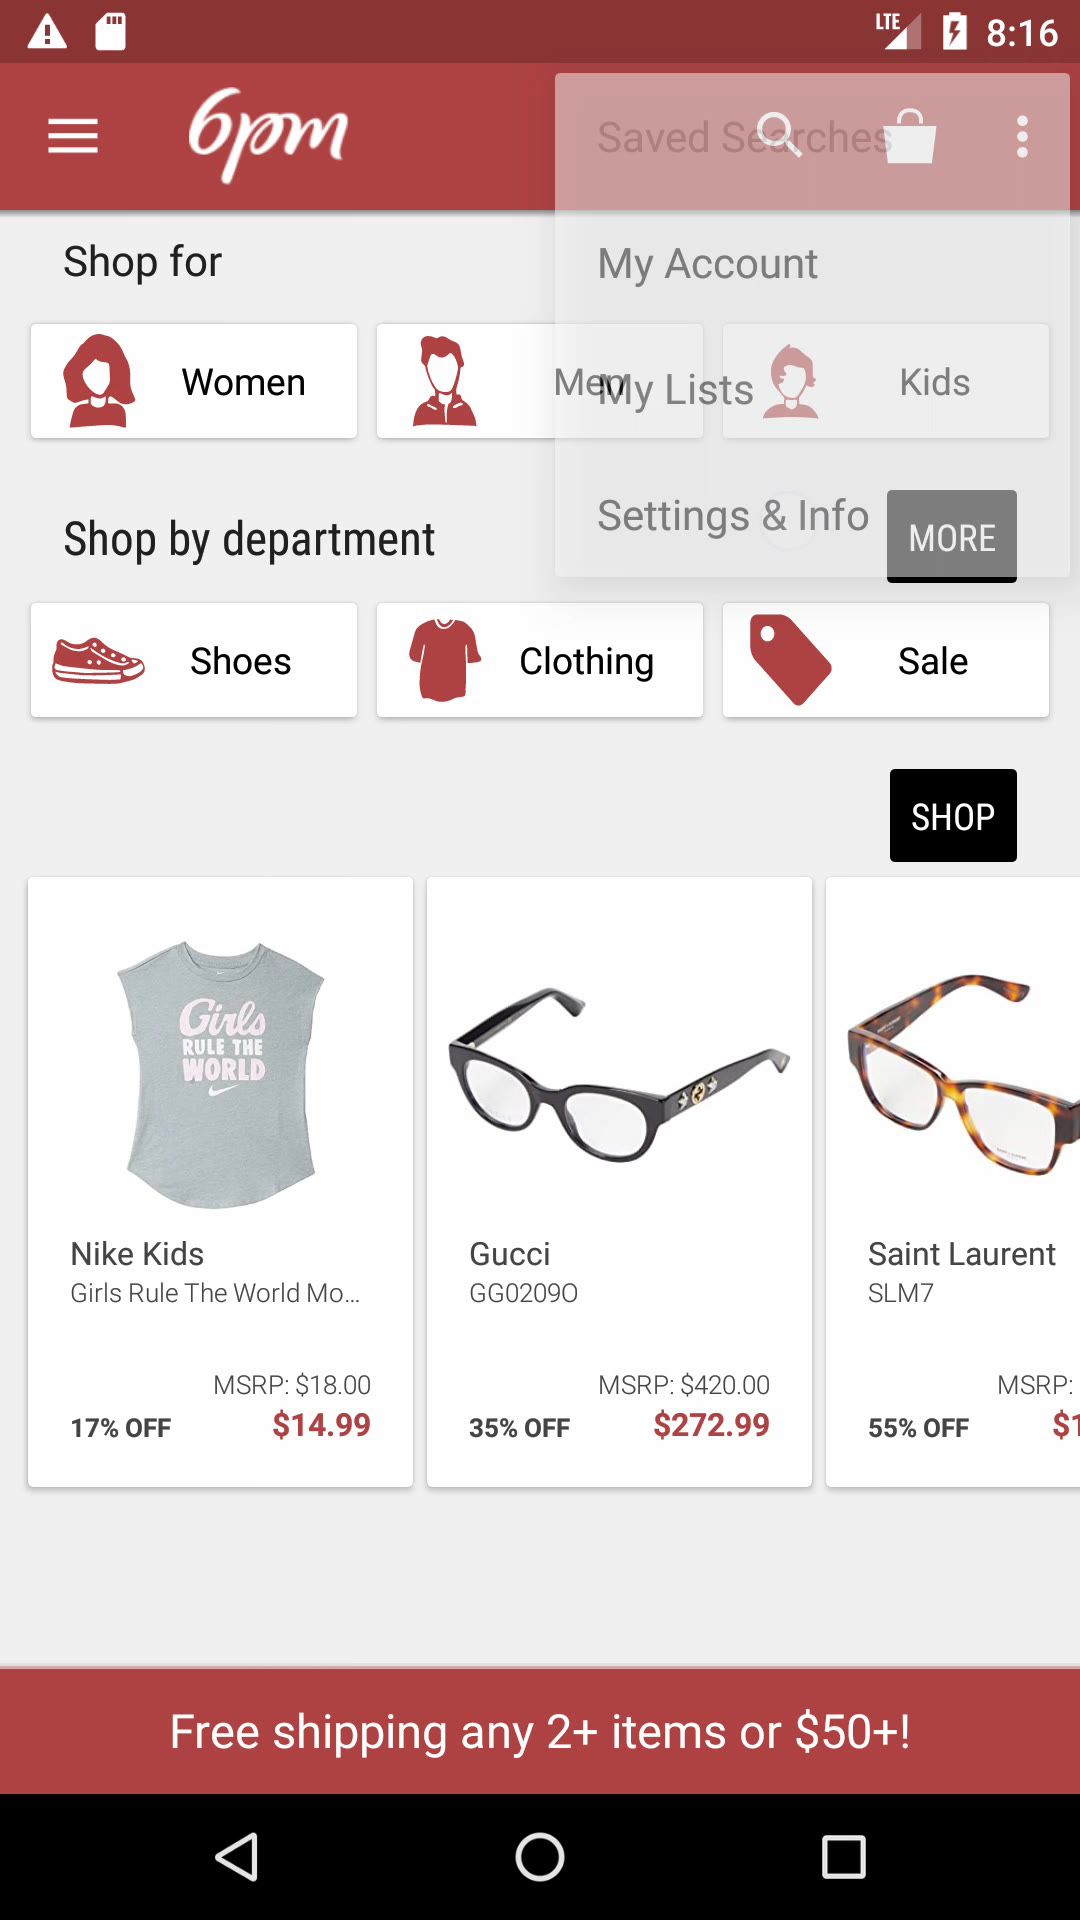 LTE 8:16
6pm
Saved Searches
Shop for
My Account
Women
Men
My Lists
Kids
Shop by department
Settings & Info
MORE
Shoes
Clothing
Sale
SHOP
Girls
RULE THE
WORLD
Nike Kids
Girls Rule The World Mo...
MSRP: $18.00
17% OFF
$14.99
Gucci
GG0209O
MSRP: $420.00
35% OFF
$272.99
Saint Laurent
SLM7
MSRP:
55% OFF
$1
Free shipping any 2+ items or $50+!